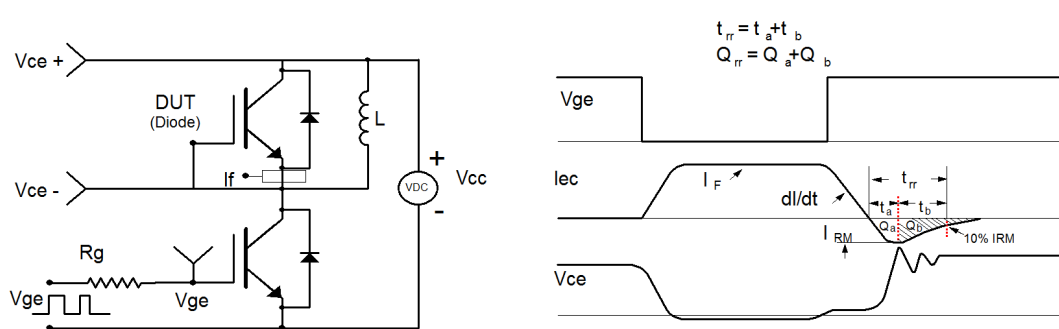 Vce +
DUT
(Diode)
L
If
Vce -
+
VDC
Vcc
-
Rg
Vge
Vge
t rr = t a + t b
Q rr = Q a + Q b
Vge
Iec
I F
dI/dt
t rr
t a
t b
Q a
Q b
I RM
10% IRM
Vce